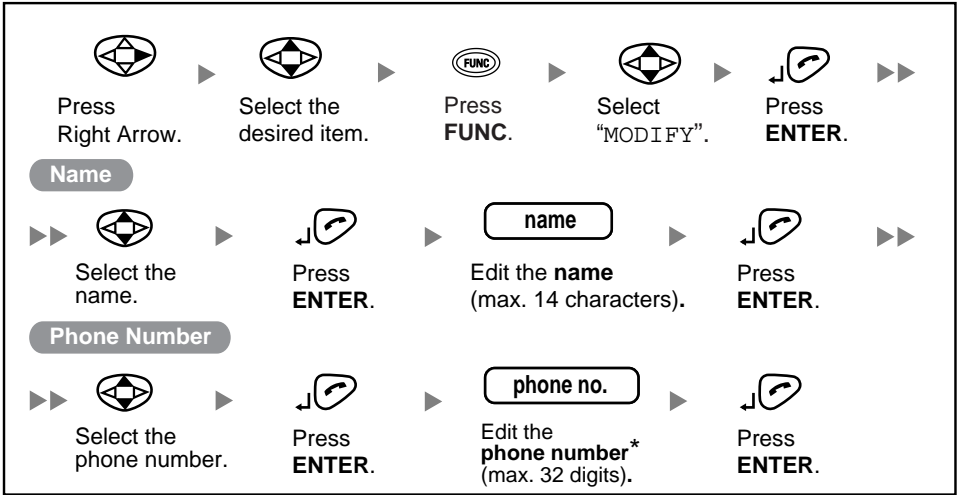 FUNC
Press
Right Arrow.
Select the
desired item.
Press
FUNC.
Select
“MODIFY”.
Press
ENTER.
Name
name
Select the
name.
Press
ENTER.
Edit the name
(max. 14 characters).
Press
ENTER.
Phone Number
phone no.
Select the
phone number.
Press
ENTER.
Edit the
phone number*
(max. 32 digits).
Press
ENTER.